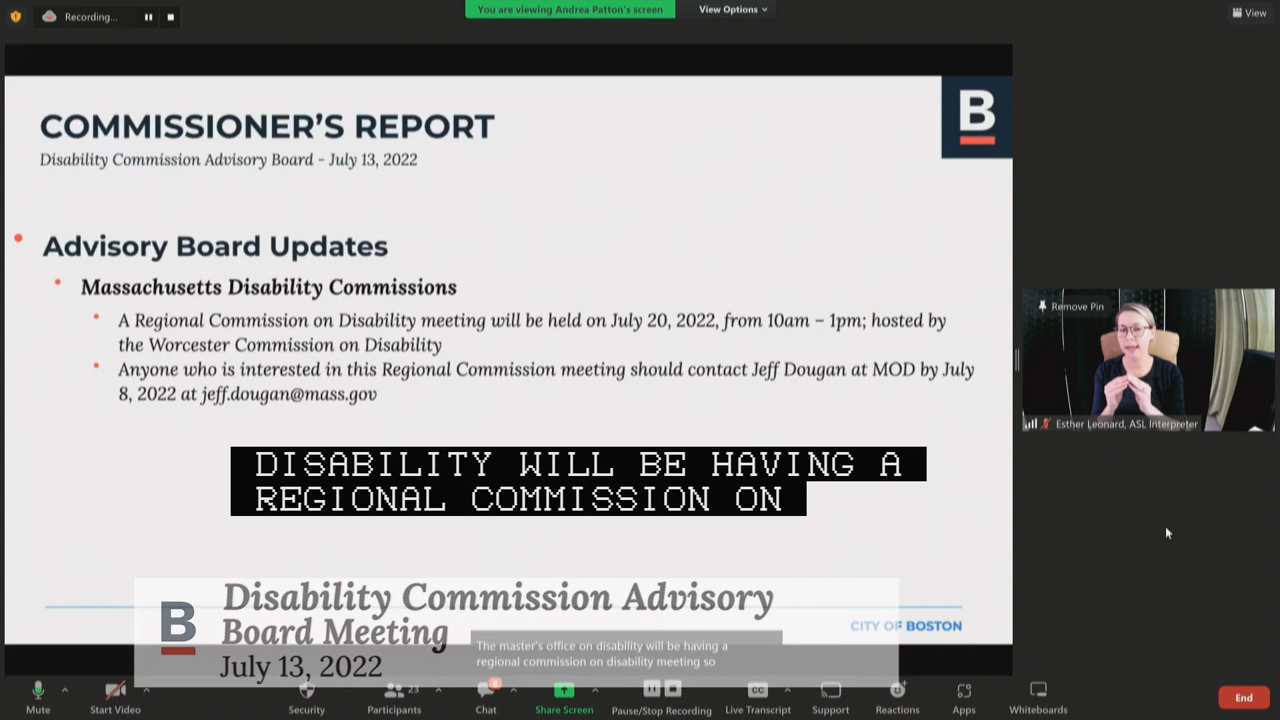 Recording...
You are viewing Andrea Patton's screen
View Options
View
B
COMMISSIONER'S REPORT
Disability Commission Advisory Board - July 13, 2022
Advisory Board Updates
Massachusetts Disability Commissions
A Regional Commission on Disability meeting will be held on July 20, 2022, from 10am – 1pm; hosted by
the Worcester Commission on Disability
Anyone who is interested in this Regional Commission meeting should contact Jeff Dougan at MOD by July
8, 2022 at jeff.dougan@mass.gov
Remove Pin
Esther Leonard, ASL Interpreter
DISABILITY WILL BE HAVING A
REGIONAL COMMISSION ON
B
Disability Commission Advisory
Board Meeting
July 13, 2022
CITY OF BOSTON
The master's office on disability will be having a
regional commission on disability meeting so
Mute
Start Video
Security
Participants
23
Chat
8
Share Screen
Pause/Stop Recording
CC
Live Transcript
Support
Reactions
Apps
Whiteboards
End